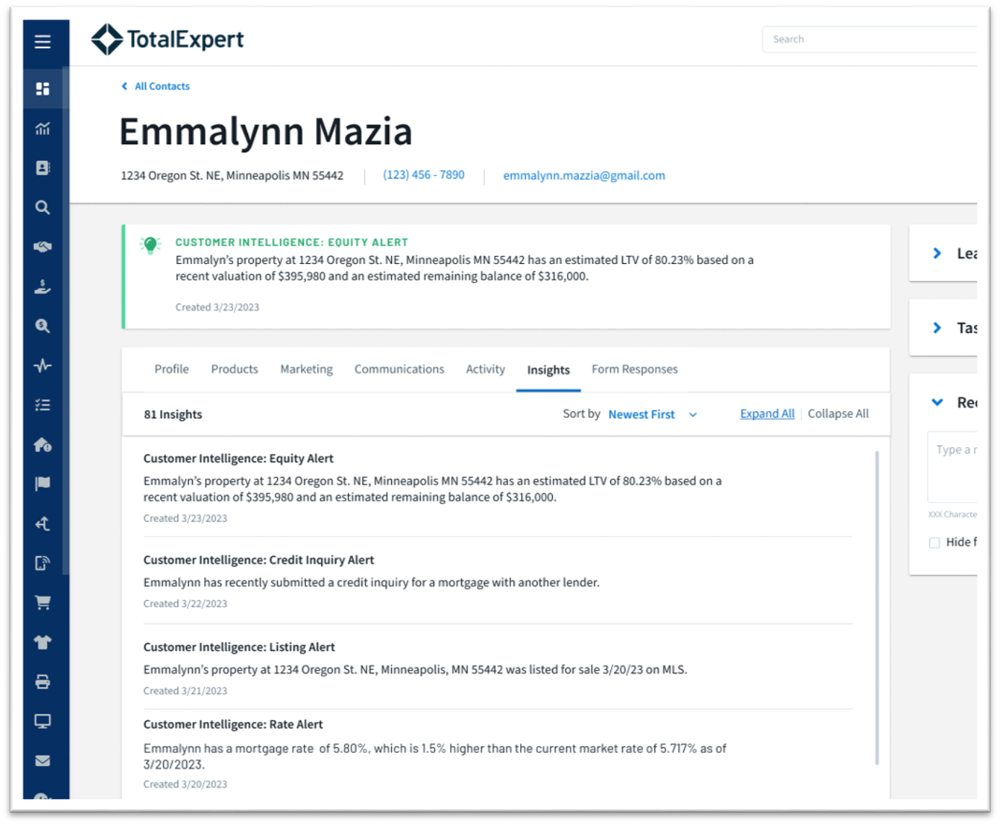 TotalExpert
Search
All Contacts
Emmalynn Mazia
1234 Oregon St. NE, Minneapolis MN 55442
(123) 456 - 7890
emmalynn.mazzia@gmail.com
CUSTOMER INTELLIGENCE: EQUITY ALERT
Emmalyn's property at 1234 Oregon St. NE, Minneapolis MN 55442 has an estimated LTV of 80.23% based on a
recent valuation of $395,980 and an estimated remaining balance of $316,000.
Created 3/23/2023
Profile Products Marketing Communications Activity Insights Form Responses
81 Insights
Sort by Newest First
Expand All Collapse All
Customer Intelligence: Equity Alert
Emmalyn's property at 1234 Oregon St. NE, Minneapolis MN 55442 has an estimated LTV of 80.23% based on a
recent valuation of $395,980 and an estimated remaining balance of $316,000.
Created 3/23/2023
Customer Intelligence: Credit Inquiry Alert
Emmalynn has recently submitted a credit inquiry for a mortgage with another lender.
Created 3/22/2023
Customer Intelligence: Listing Alert
Emmalynn's property at 1234 Oregon St. NE, Minneapolis, MN 55442 was listed for sale 3/20/23 on MLS.
Created 3/21/2023
Customer Intelligence: Rate Alert
Emmalynn has a mortgage rate of 5.80%, which is 1.5% higher than the current market rate of 5.717% as of
3/20/2023.
Created 3/20/2023
Lea
Tas
Rec
Type a r
XXX Characte
Hide f